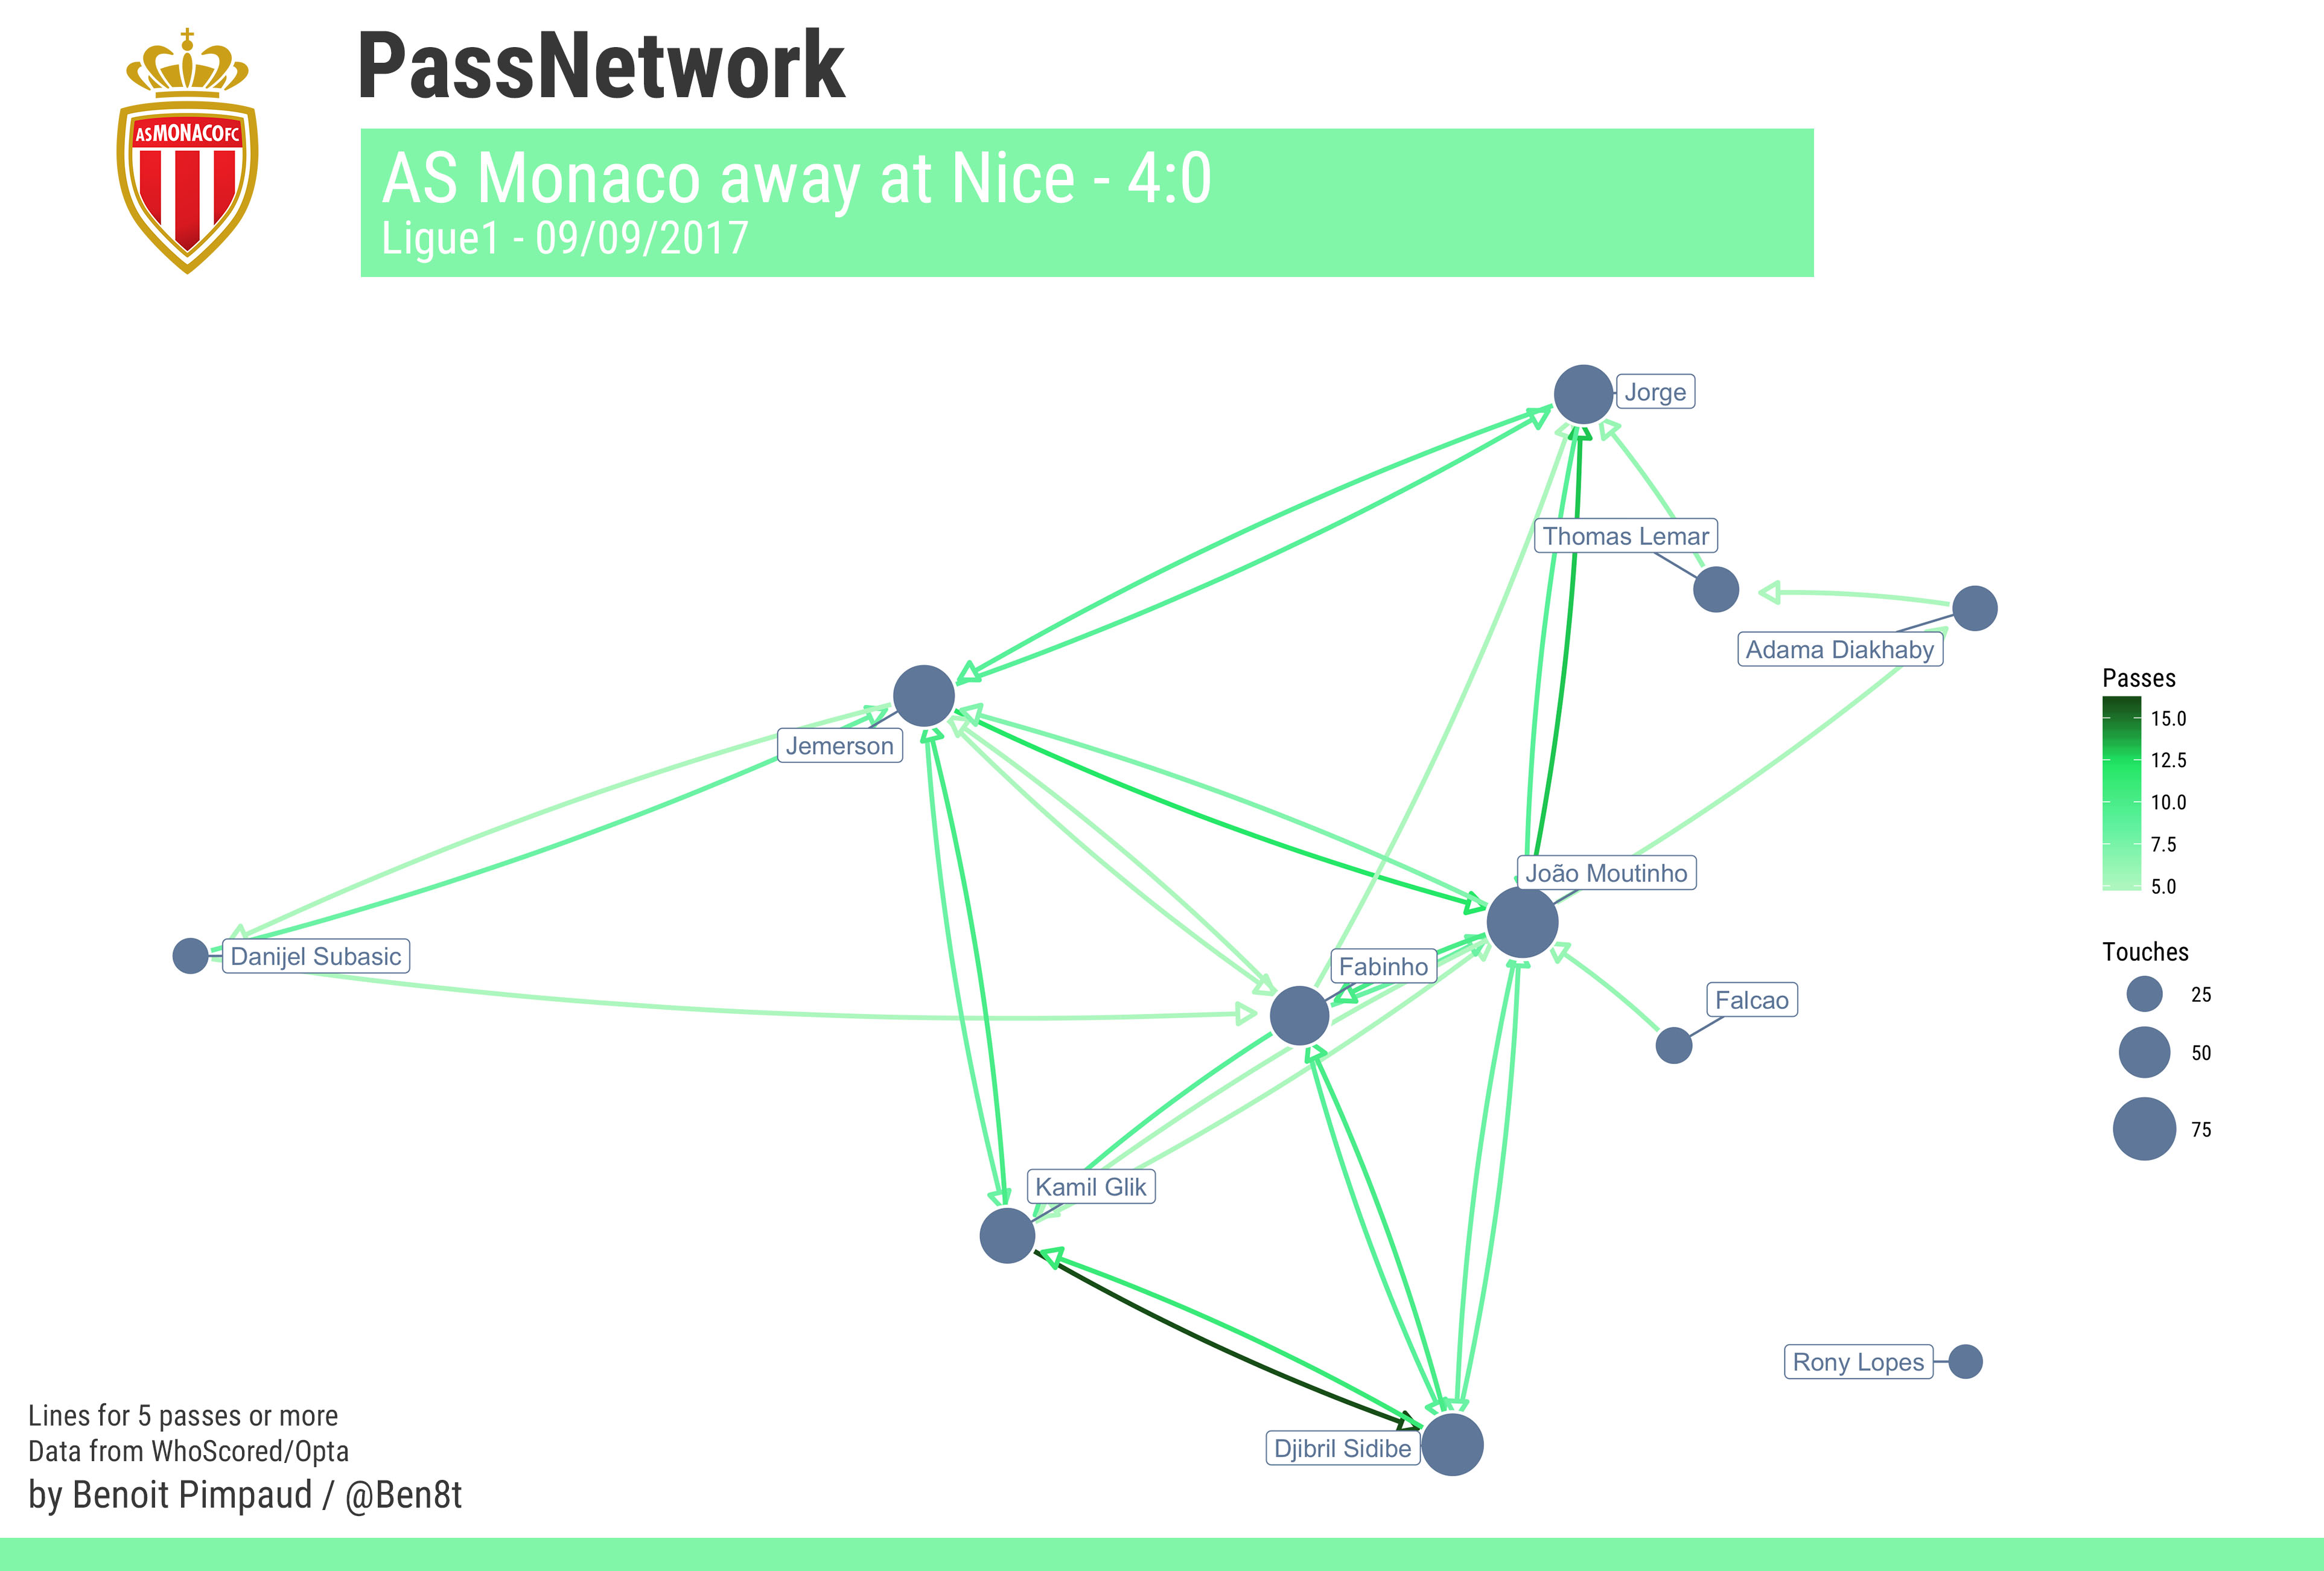 PassNetwork
ASMONACOFC
AS Monaco away at Nice - 4:0
Ligue1 - 09/09/2017
Jorge
Thomas Lemar
Adama Diakhaby
Jemerson
João Moutinho
Danijel Subasic
Fabinho
Falcao
Kamil Glik
Rony Lopes
Djibril Sidibe
Passes
15.0
12.5
10.0
7.5
5.0
Touches
25
50
75
Lines for 5 passes or more
Data from WhoScored/Opta
by Benoit Pimpaud / @Ben8t